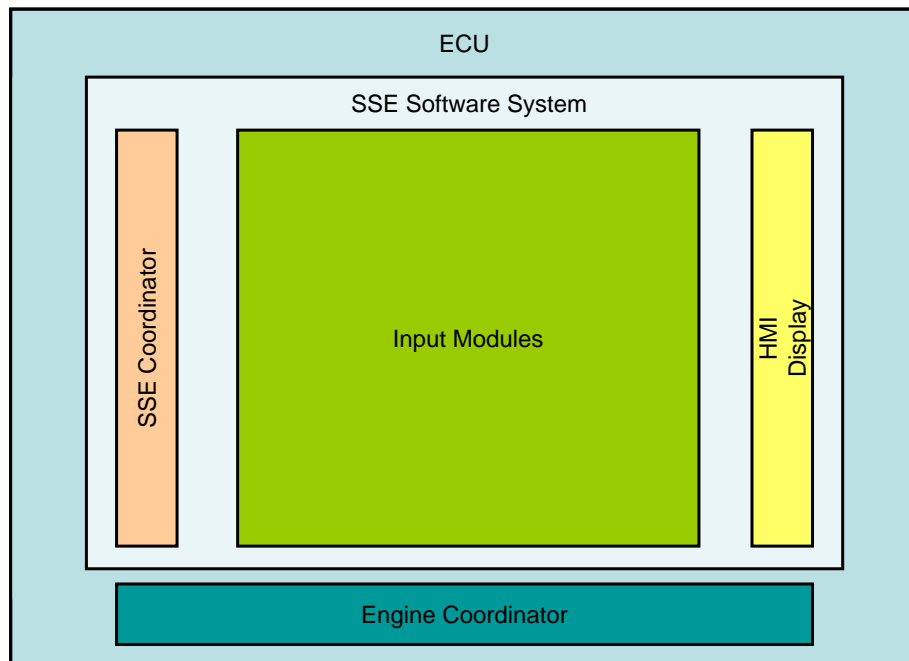 ECU
SSE Software System
SSE Coordinator
Input Modules
HMI
Display
Engine Coordinator